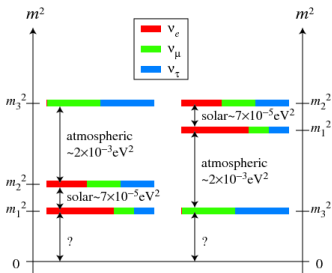 m²
m²
νe
νμ
ντ
m₃²
m₂²
solar~7×10⁻⁵eV²
m₁²
atmospheric
~2×10⁻³eV²
atmospheric
~2×10⁻³eV²
m₂²
solar~7×10⁻⁵eV²
m₁²
m₃²
?
?
0
0